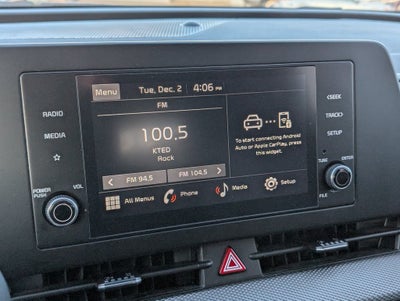 Menu Tue, Dec. 2 4:06 PM
FM
100.5
KTED
Rock
< FM 94.5 FM 104.5 >
To start connecting Android
Auto or Apple CarPlay, press
this widget.
All Menus Phone Media Setup
RADIO
MEDIA
☆
POWER
PUSH
VOL
<SEEK
TRACK>
SETUP
TUNE
ENTER
FILE